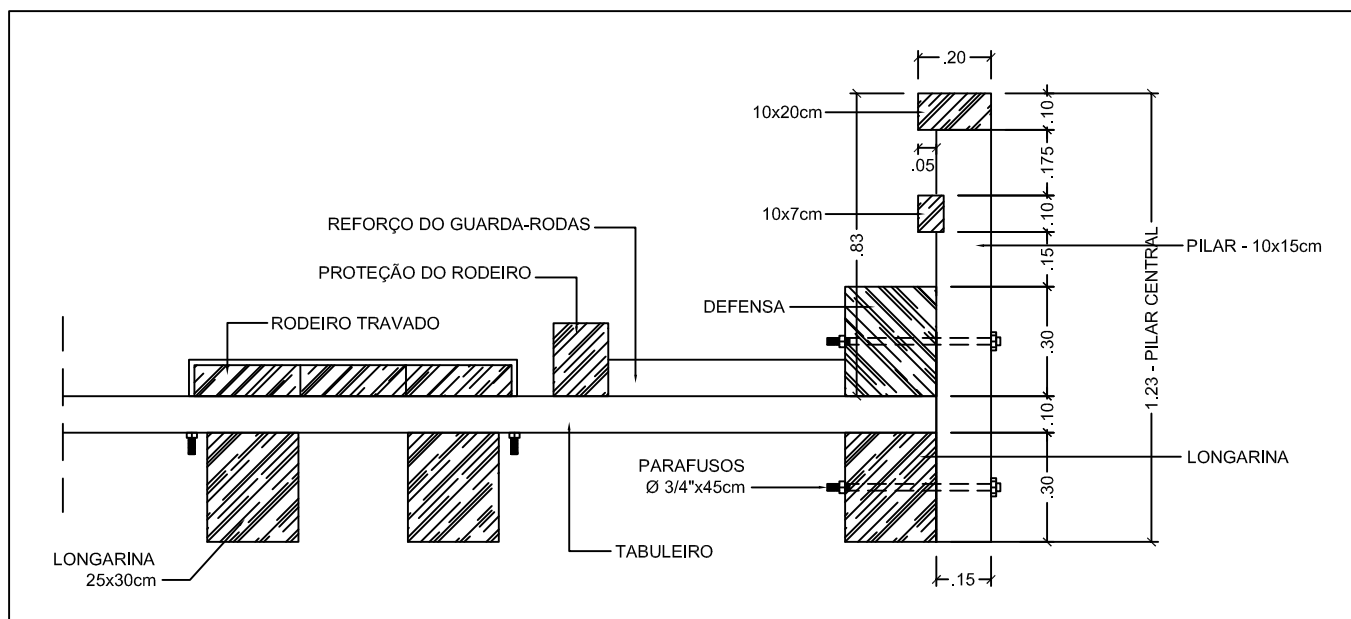 .20
10x20cm
.10
.05
.175
10x7cm
.10
REFORÇO DO GUARDA-RODAS
.83
PILAR - 10x15cm
PROTEÇÃO DO RODEIRO
.15
DEFENSA
RODEIRO TRAVADO
.30
1.23 - PILAR CENTRAL
.10
PARAFUSOS
Ø 3/4"x45cm
LONGARINA
.30
TABULEIRO
LONGARINA
25x30cm
.15